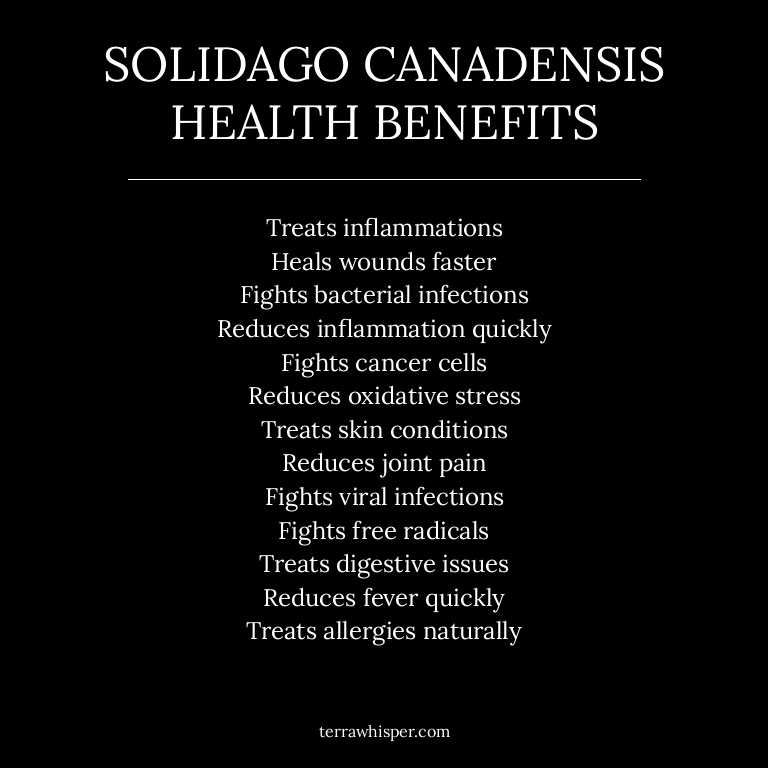 SOLIDAGO CANADENSIS
HEALTH BENEFITS
Treats inflammations
Heals wounds faster
Fights bacterial infections
Reduces inflammation quickly
Fights cancer cells
Reduces oxidative stress
Treats skin conditions
Reduces joint pain
Fights viral infections
Fights free radicals
Treats digestive issues
Reduces fever quickly
Treats allergies naturally
terrawhisper.com